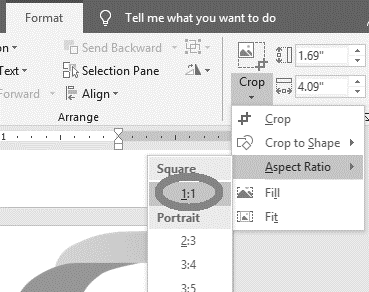 Format
Tell me what you want to do
on
Send Backward
1.69"
Text
Selection Pane
Crop
4.09"
Forward
Align
Arrange
Crop
Crop to Shape
Aspect Ratio
Fill
Fit
1
Square
1:1
Portrait
2:3
3:4
3:5